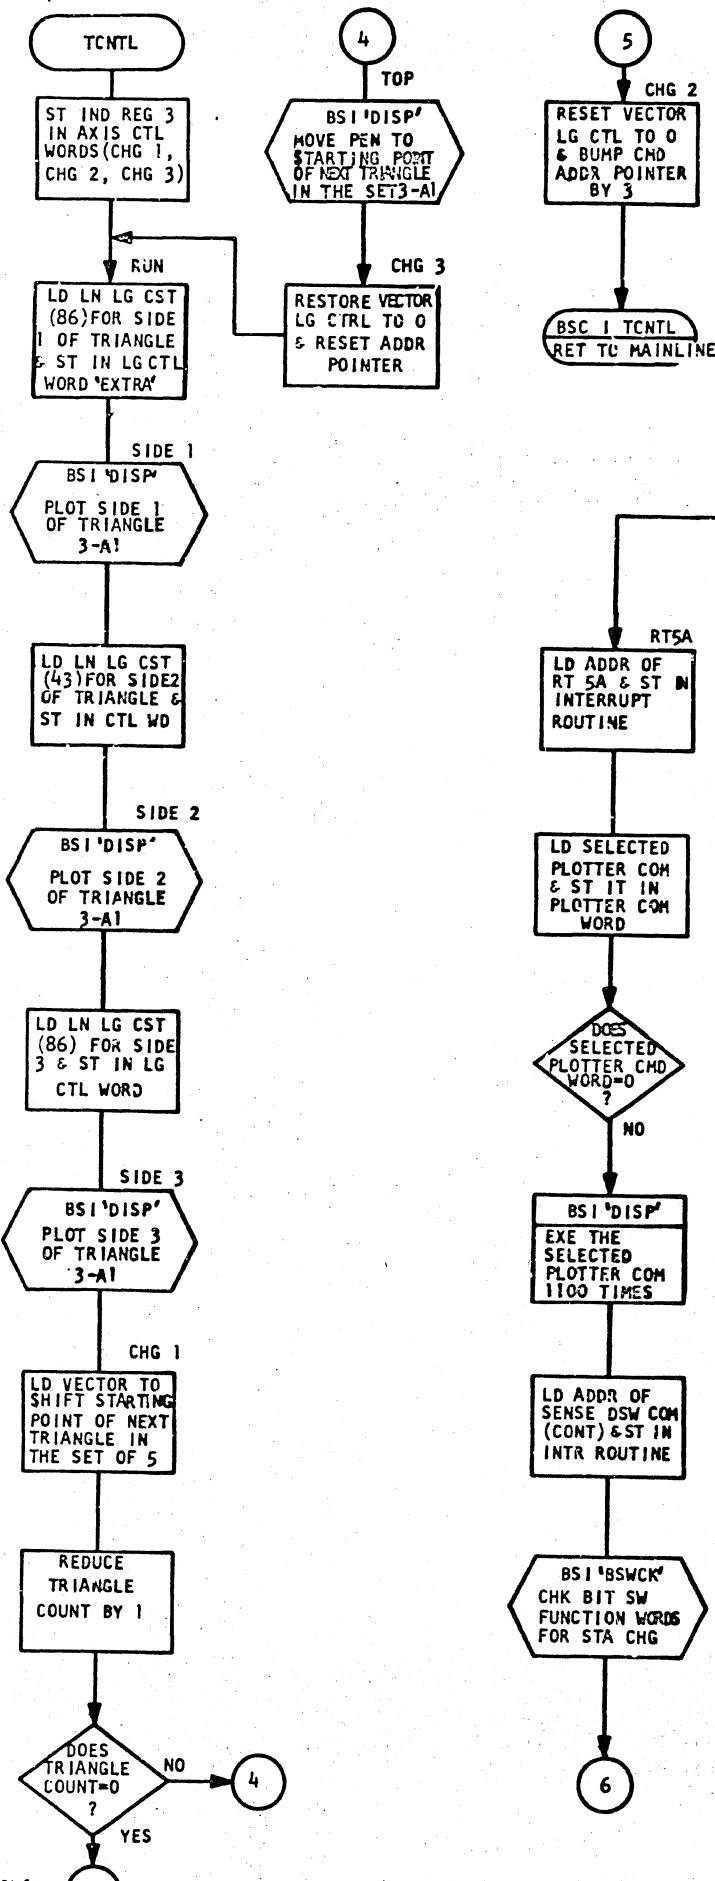 TCNTL
ST IND REG 3
IN AXIS CTL
WORDS(CHG 1,
CHG 2, CHG 3)
RUN
LD LN LG CST
(86)FOR SIDE
1 OF TRIANGLE
& ST IN LG CTL
WORD 'EXTRA'
SIDE 1
BSI 'DISP'
PLOT SIDE 1
OF TRIANGLE
3-A1
LD LN LG CST
(43)FOR SIDE2
OF TRIANGLE &
ST IN CTL WD
SIDE 2
BSI 'DISP'
PLOT SIDE 2
OF TRIANGLE
3-A1
LD LN LG CST
(86) FOR SIDE
3 & ST IN LG
CTL WORD
SIDE 3
BSI 'DISP'
PLOT SIDE 3
OF TRIANGLE
3-A1
CHG 1
LD VECTOR TO
SHIFT STARTING
POINT OF NEXT
TRIANGLE IN
THE SET OF 5
REDUCE
TRIANGLE
COUNT BY 1
DOES
TRIANGLE
COUNT=0
?
NO
4
YES
4
TOP
BSI 'DISP'
MOVE PEN TO
STARTING POINT
OF NEXT TRIANGLE
IN THE SET3-A1
CHG 3
RESTORE VECTOR
LG CTRL TO 0
& RESET ADDR
POINTER
5
CHG 2
RESET VECTOR
LG CTL TO 0
& BUMP CMD
ADDR POINTER
BY 3
BSC I TCNTL
RET TO MAINLINE
RT5A
LD ADDR OF
RT 5A & ST IN
INTERRUPT
ROUTINE
LD SELECTED
PLOTTER COM
& ST IT IN
PLOTTER COM
WORD
DOES
SELECTED
PLOTTER CMD
WORD=0
?
NO
BSI 'DISP'
EXE THE
SELECTED
PLOTTER COM
1100 TIMES
LD ADDR OF
SENSE DSW COM
(CONT) & ST IN
INTR ROUTINE
BSI 'BSWCK'
CHK BIT SW
FUNCTION WORDS
FOR STA CHG
6